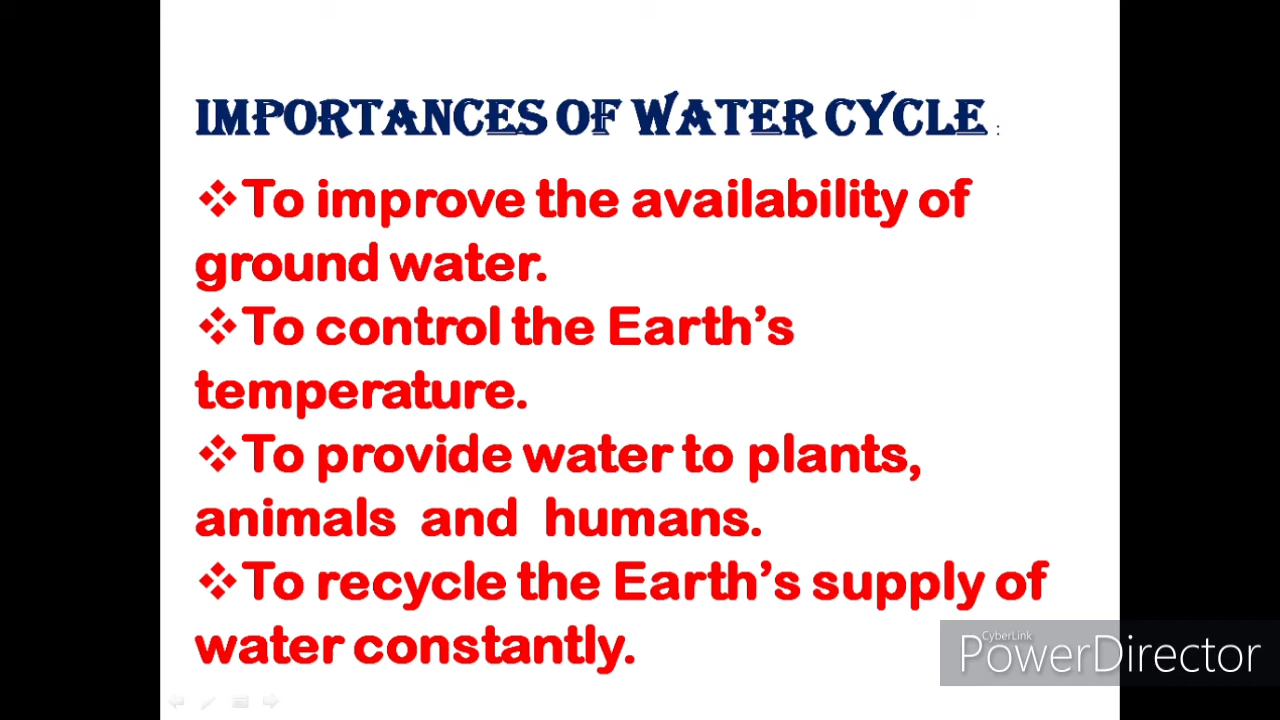 IMPORTANCES OF WATER CYCLE :
❖To improve the availability of
ground water.
❖To control the Earth’s
temperature.
❖To provide water to plants,
animals and humans.
❖To recycle the Earth’s supply of
water constantly.
CyberLink
PowerDirector